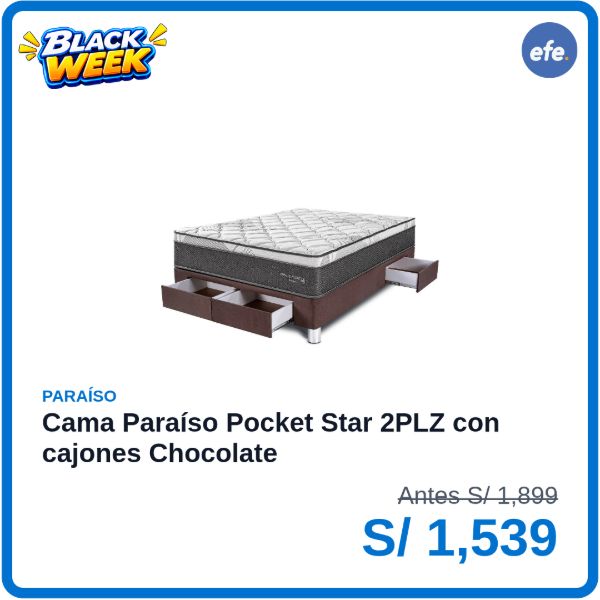 BLACK
WEEK
efe.
PARAÍSO
Cama Paraíso Pocket Star 2PLZ con
cajones Chocolate
Antes S/ 1,899
S/ 1,539